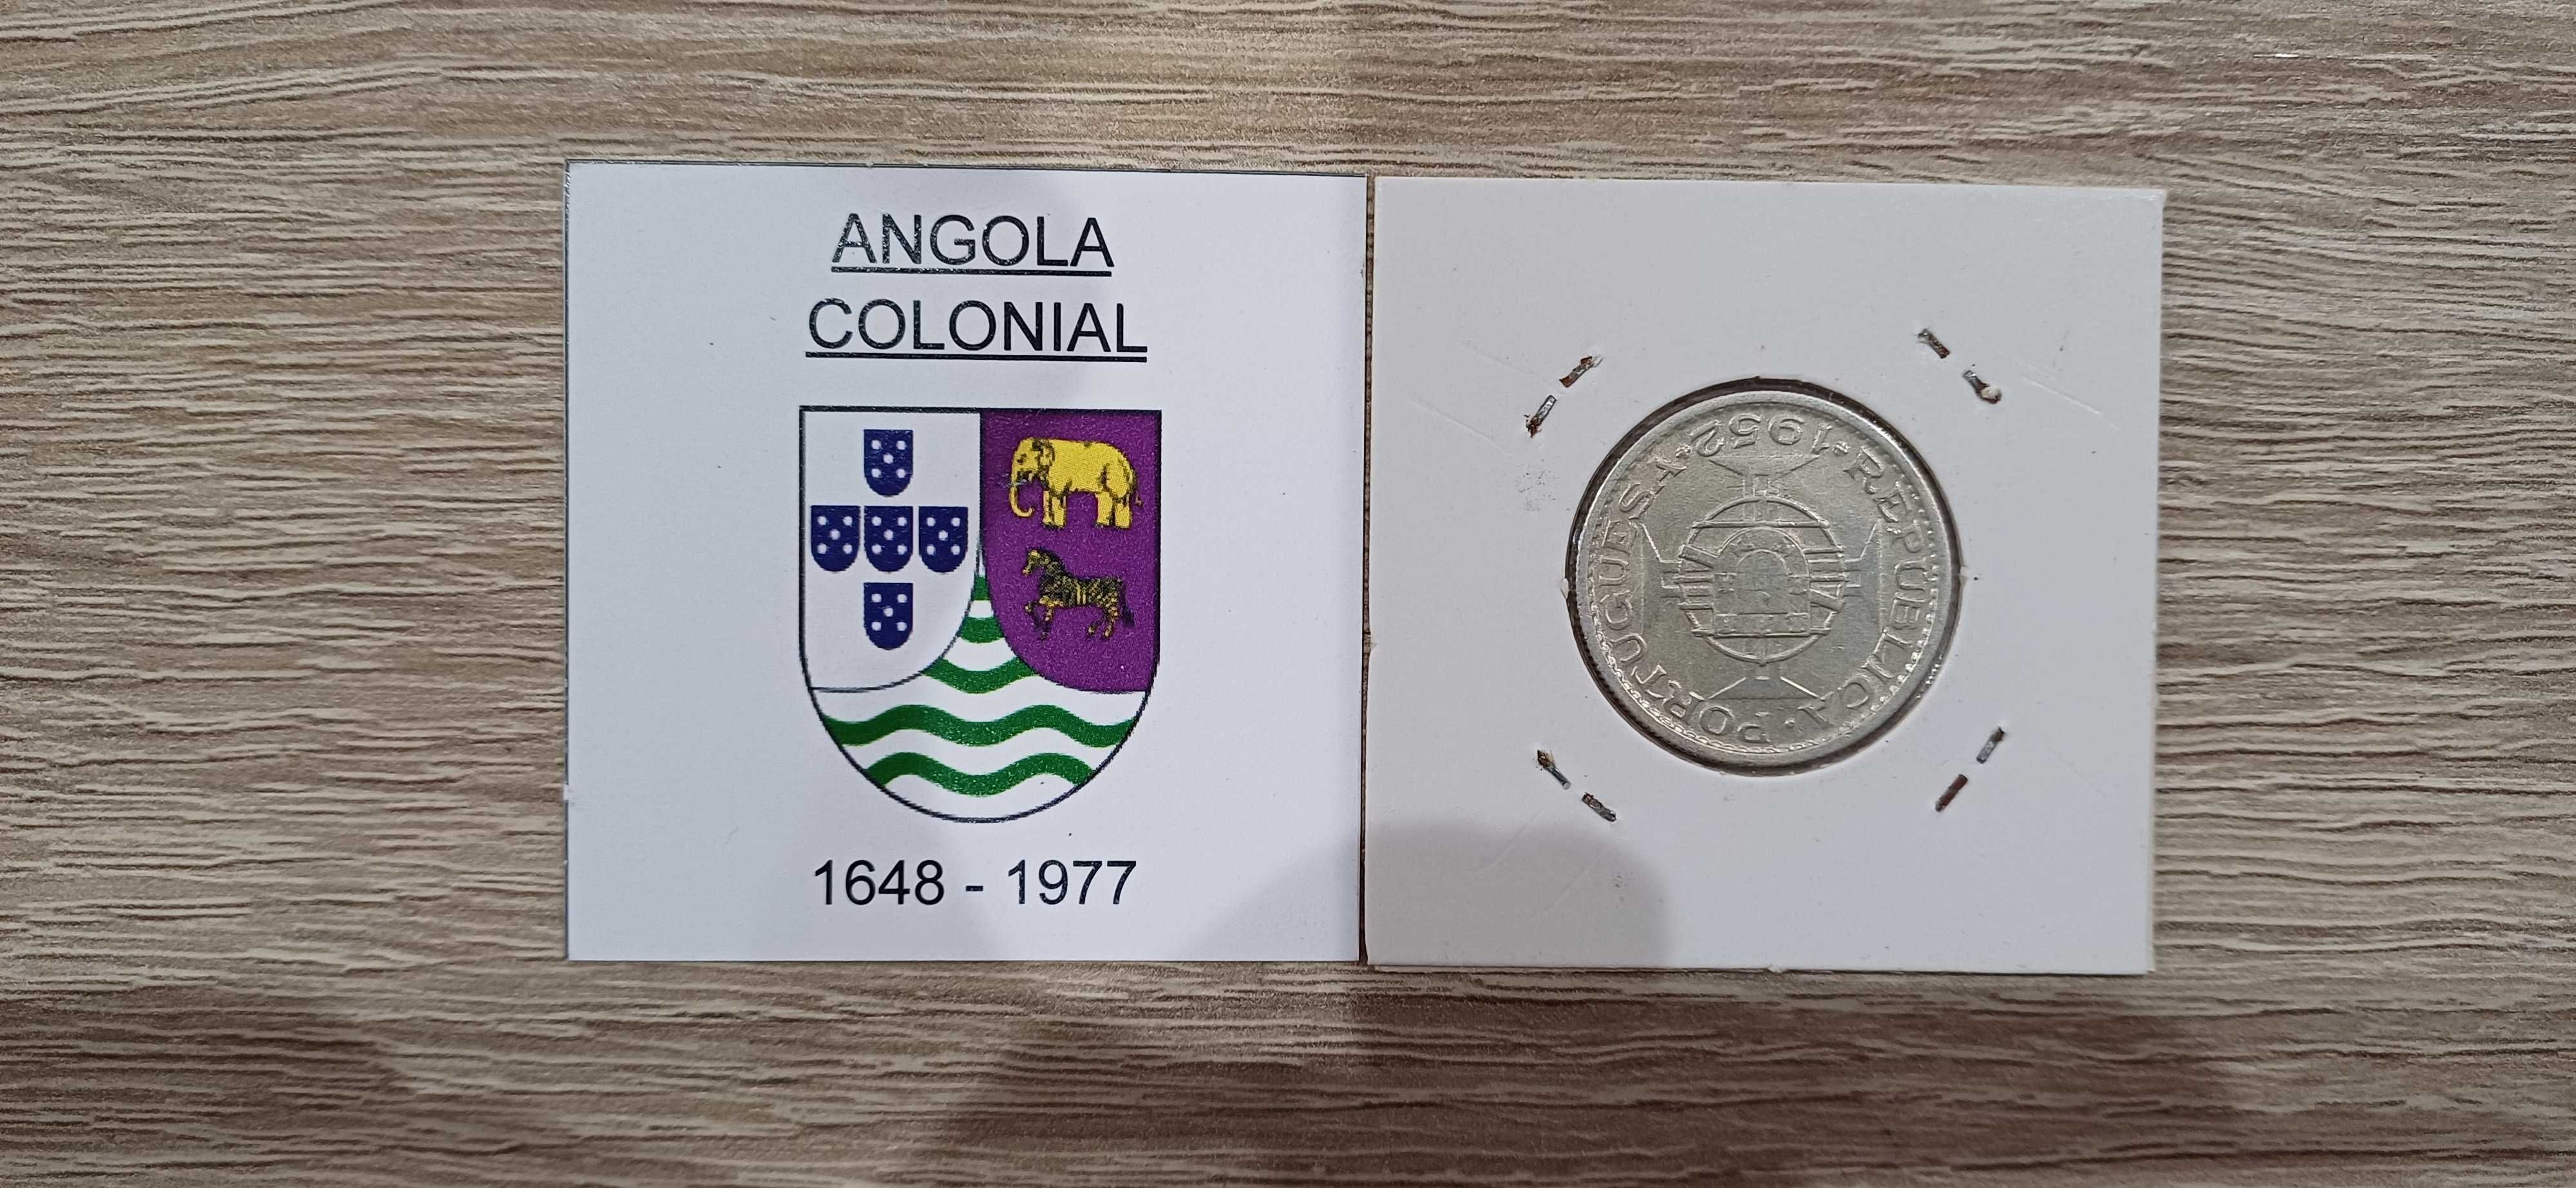 ANGOLA
COLONIAL
1648 - 1977
REPUBLICA · PORTUGUESA · 1952 ·